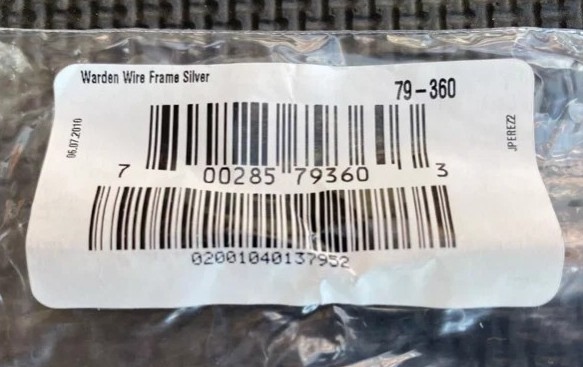 Warden Wire Frame Silver
79-360
06.07.2010
JPEREZ2
7 00285 79360 3
02001040137952